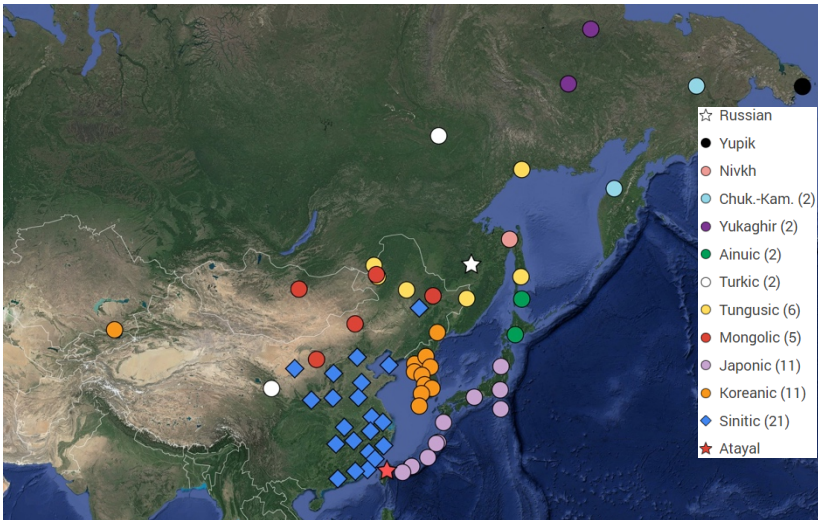 Russian
Yupik
Nivkh
Chuk.-Kam. (2)
Yukaghir (2)
Ainuic (2)
Turkic (2)
Tungusic (6)
Mongolic (5)
Japonic (11)
Koreanic (11)
Sinitic (21)
Atayal